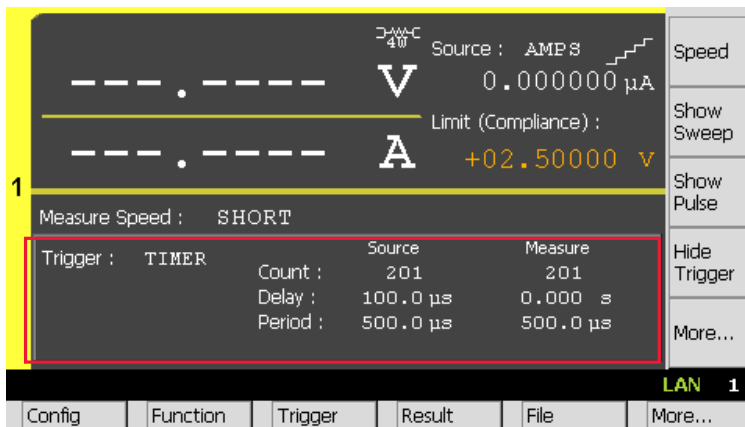 4W
Source : AMPS
---.---- V 0.000000 µA
Limit (Compliance) :
---.---- A +02.50000 V
1
Measure Speed : SHORT
Trigger : TIMER
Source Measure
Count : 201 201
Delay : 100.0 µs 0.000 s
Period : 500.0 µs 500.0 µs
Speed
Show
Sweep
Show
Pulse
Hide
Trigger
More...
LAN 1
Config Function Trigger Result File More...